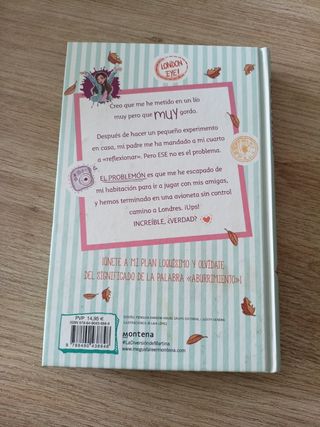 LONDON
EYE!
Creo que me he metido en un lío
muy pero que MUY gordo.
Después de hacer un pequeño experimento
en casa, mi padre me ha mandado a mi cuarto
a «reflexionar». Pero ESE no es el problema.
EL PROBLEMÓN es que me he escapado de
mi habitación para ir a jugar con mis amigas,
y hemos terminado en una avioneta sin control
camino a Londres. ¡Ups!
INCREÍBLE, ¿VERDAD?
¡ÚNETE A MI PLAN LOQUÍSIMO Y OLVÍDATE
DEL SIGNIFICADO DE LA PALABRA «ABURRIMIENTO»!
PVP: 14,95 €
montena
#LaDiversiondeMartina
www.megustaleermontena.com